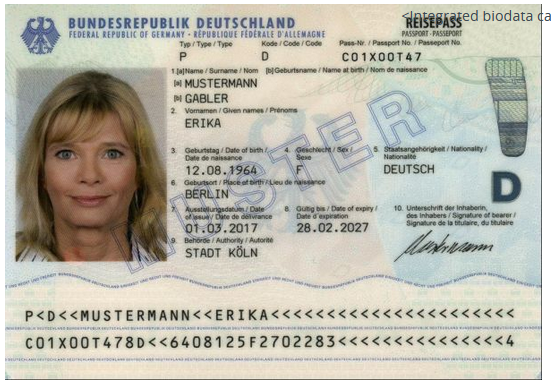 <Integrated biodata ca
BUNDESREPUBLIK DEUTSCHLAND
FEDERAL REPUBLIC OF GERMANY · RÉPUBLIQUE FÉDÉRALE D'ALLEMAGNE
REISEPASS
PASSPORT · PASSEPORT
Typ / Type / Type Kode / Code / Code Pass-Nr. / Passport No. / Passeport No.
P D C01X00T47
1.[a]Name / Surname / Nom [b]Geburtsname / Name at birth / Nom de naissance
[a] MUSTERMANN
[b] GABLER
2. Vornamen / Given names / Prénoms
ERIKA
3. Geburtstag / Date of birth / Date de naissance
12.08.1964
4. Geschlecht / Sex / Sexe
F
5. Staatsangehörigkeit / Nationality / Nationalité
DEUTSCH
6. Geburtsort / Place of birth / Lieu de naissance
BERLIN
7. Ausstellungsdatum / Date of issue / Date de délivrance
01.03.2017
8. Gültig bis / Date of expiry / Date d'expiration
28.02.2027
9. Behörde / Authority / Autorité
STADT KÖLN
10. Unterschrift der Inhaberin, des Inhabers / Signature of bearer / Signature de la titulaire, du titulaire
Mustermann
D
MUSTER
P<D<<MUSTERMANN<<ERIKA<<<<<<<<<<<<<<<<<<<<<<
C01X00T478D<<6408125F2702283<<<<<<<<<<<<<<<4